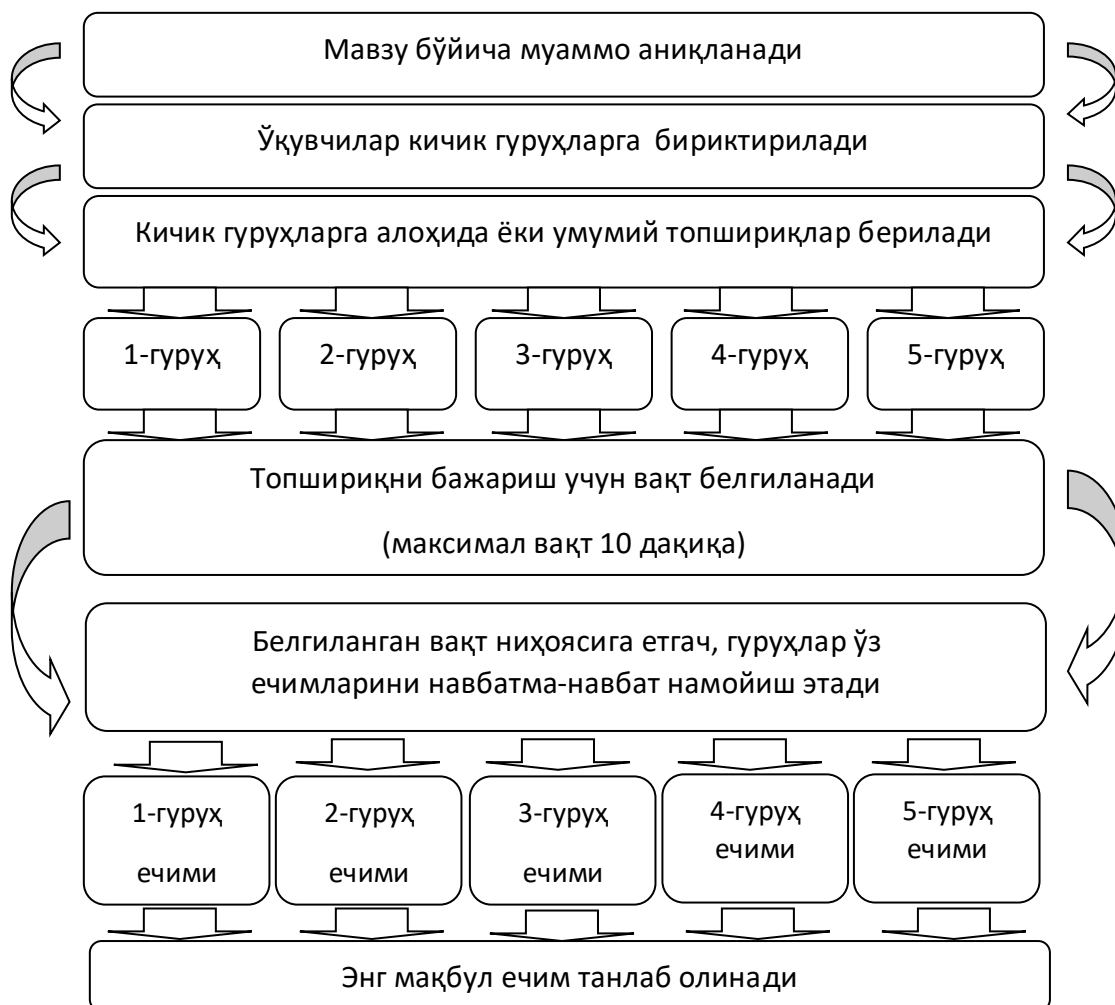 Мавзу бўйича муаммо аниқланади
Ўқувчилар кичик гуруҳларга бириктирилади
Кичик гуруҳларга алоҳида ёки умумий топшириқлар берилади
1-гуруҳ
2-гуруҳ
3-гуруҳ
4-гуруҳ
5-гуруҳ
Топшириқни бажариш учун вақт белгиланади
(максимал вақт 10 дақиқа)
Белгиланган вақт ниҳоясига етгач, гуруҳлар ўз
ечимларини навбатма-навбат намойиш этади
1-гуруҳ
ечими
2-гуруҳ
ечими
3-гуруҳ
ечими
4-гуруҳ
ечими
5-гуруҳ
ечими
Энг мақбул ечим танлаб олинади